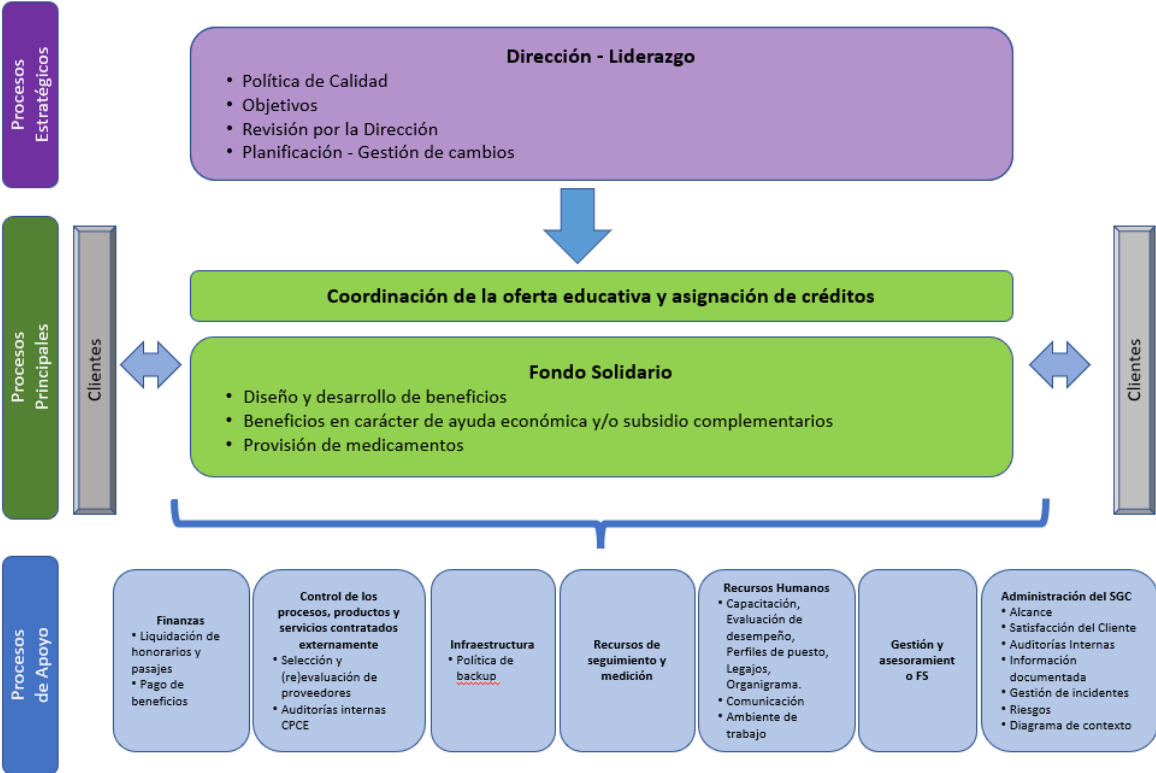 Procesos
Estratégicos
Dirección - Liderazgo
• Política de Calidad
• Objetivos
• Revisión por la Dirección
• Planificación - Gestión de cambios
Procesos
Principales
Clientes
Coordinación de la oferta educativa y asignación de créditos
Fondo Solidario
• Diseño y desarrollo de beneficios
• Beneficios en carácter de ayuda económica y/o subsidio complementarios
• Provisión de medicamentos
Clientes
Procesos
de Apoyo
Finanzas
• Liquidación de
honorarios y
pasajes
• Pago de
beneficios
Control de los
procesos, productos y
servicios contratados
externamente
• Selección y
(re)evaluación de
proveedores
• Auditorías internas
CPCE
Infraestructura
• Política de
backup
Recursos de
seguimiento y
medición
Recursos Humanos
• Capacitación,
Evaluación de
desempeño,
Perfiles de puesto,
Legajos,
Organigrama.
• Comunicación
• Ambiente de
trabajo
Gestión y
asesoramient
o FS
Administración del SGC
• Alcance
• Satisfacción del Cliente
• Auditorías Internas
• Información
documentada
• Gestión de incidentes
• Riesgos
• Diagrama de contexto